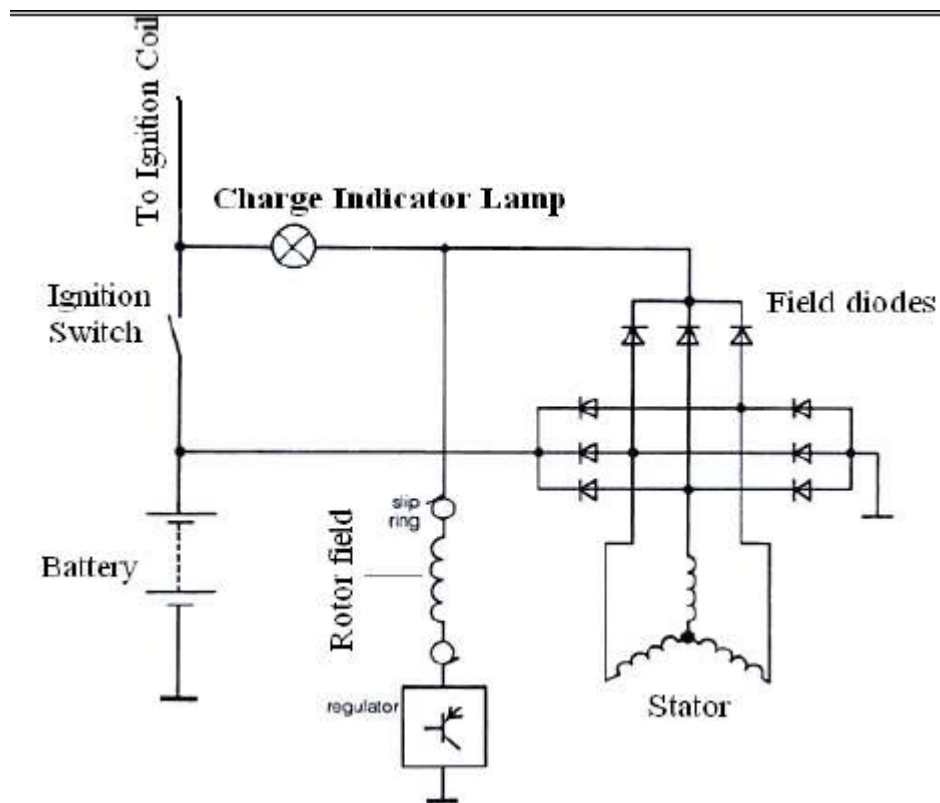 To Ignition Coil
Charge Indicator Lamp
Ignition
Switch
Field diodes
slip
ring
Battery
Rotor field
regulator
Stator